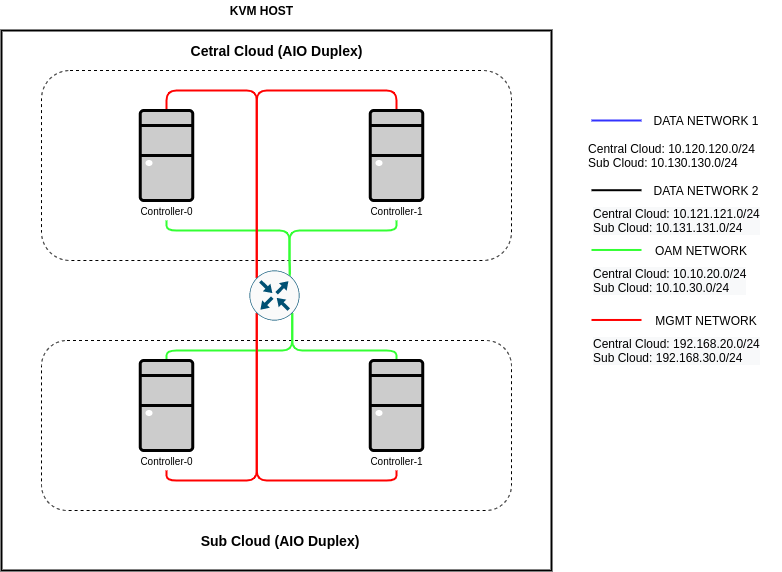 KVM HOST
Cetral Cloud (AIO Duplex)
Controller-0
Controller-1
Controller-0
Controller-1
Sub Cloud (AIO Duplex)
DATA NETWORK 1
Central Cloud: 10.120.120.0/24
Sub Cloud: 10.130.130.0/24
DATA NETWORK 2
Central Cloud: 10.121.121.0/24
Sub Cloud: 10.131.131.0/24
OAM NETWORK
Central Cloud: 10.10.20.0/24
Sub Cloud: 10.10.30.0/24
MGMT NETWORK
Central Cloud: 192.168.20.0/24
Sub Cloud: 192.168.30.0/24